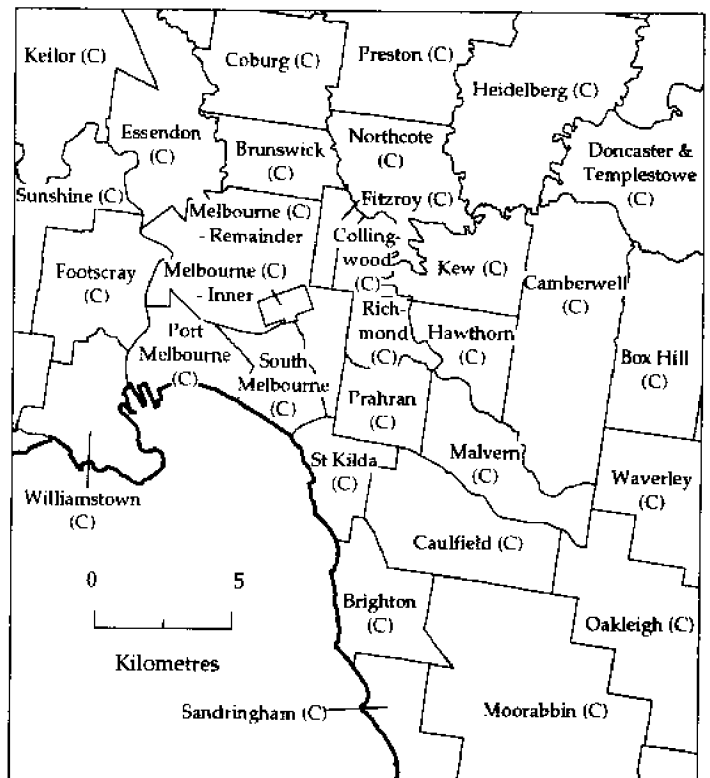 Keilor (C)
Coburg (C)
Preston (C)
Heidelberg (C)
Essendon
(C)
Brunswick
(C)
Northcote
(C)
Doncaster &
Templestowe
(C)
Sunshine (C)
Melbourne (C)
- Remainder
Fitzroy (C)
Colling-
wood
(C)
Kew (C)
Camberwell
(C)
Footscray
(C)
Melbourne (C)
- Inner
Port
Melbourne
(C)
South
Melbourne
(C)
Rich-
mond
(C)
Hawthorn
(C)
Box Hill
(C)
Prahran
(C)
Malvern
(C)
St Kilda
(C)
Waverley
(C)
Williamstown
(C)
Caulfield (C)
0 5
Kilometres
Brighton
(C)
Oakleigh (C)
Sandringham (C)
Moorabbin (C)